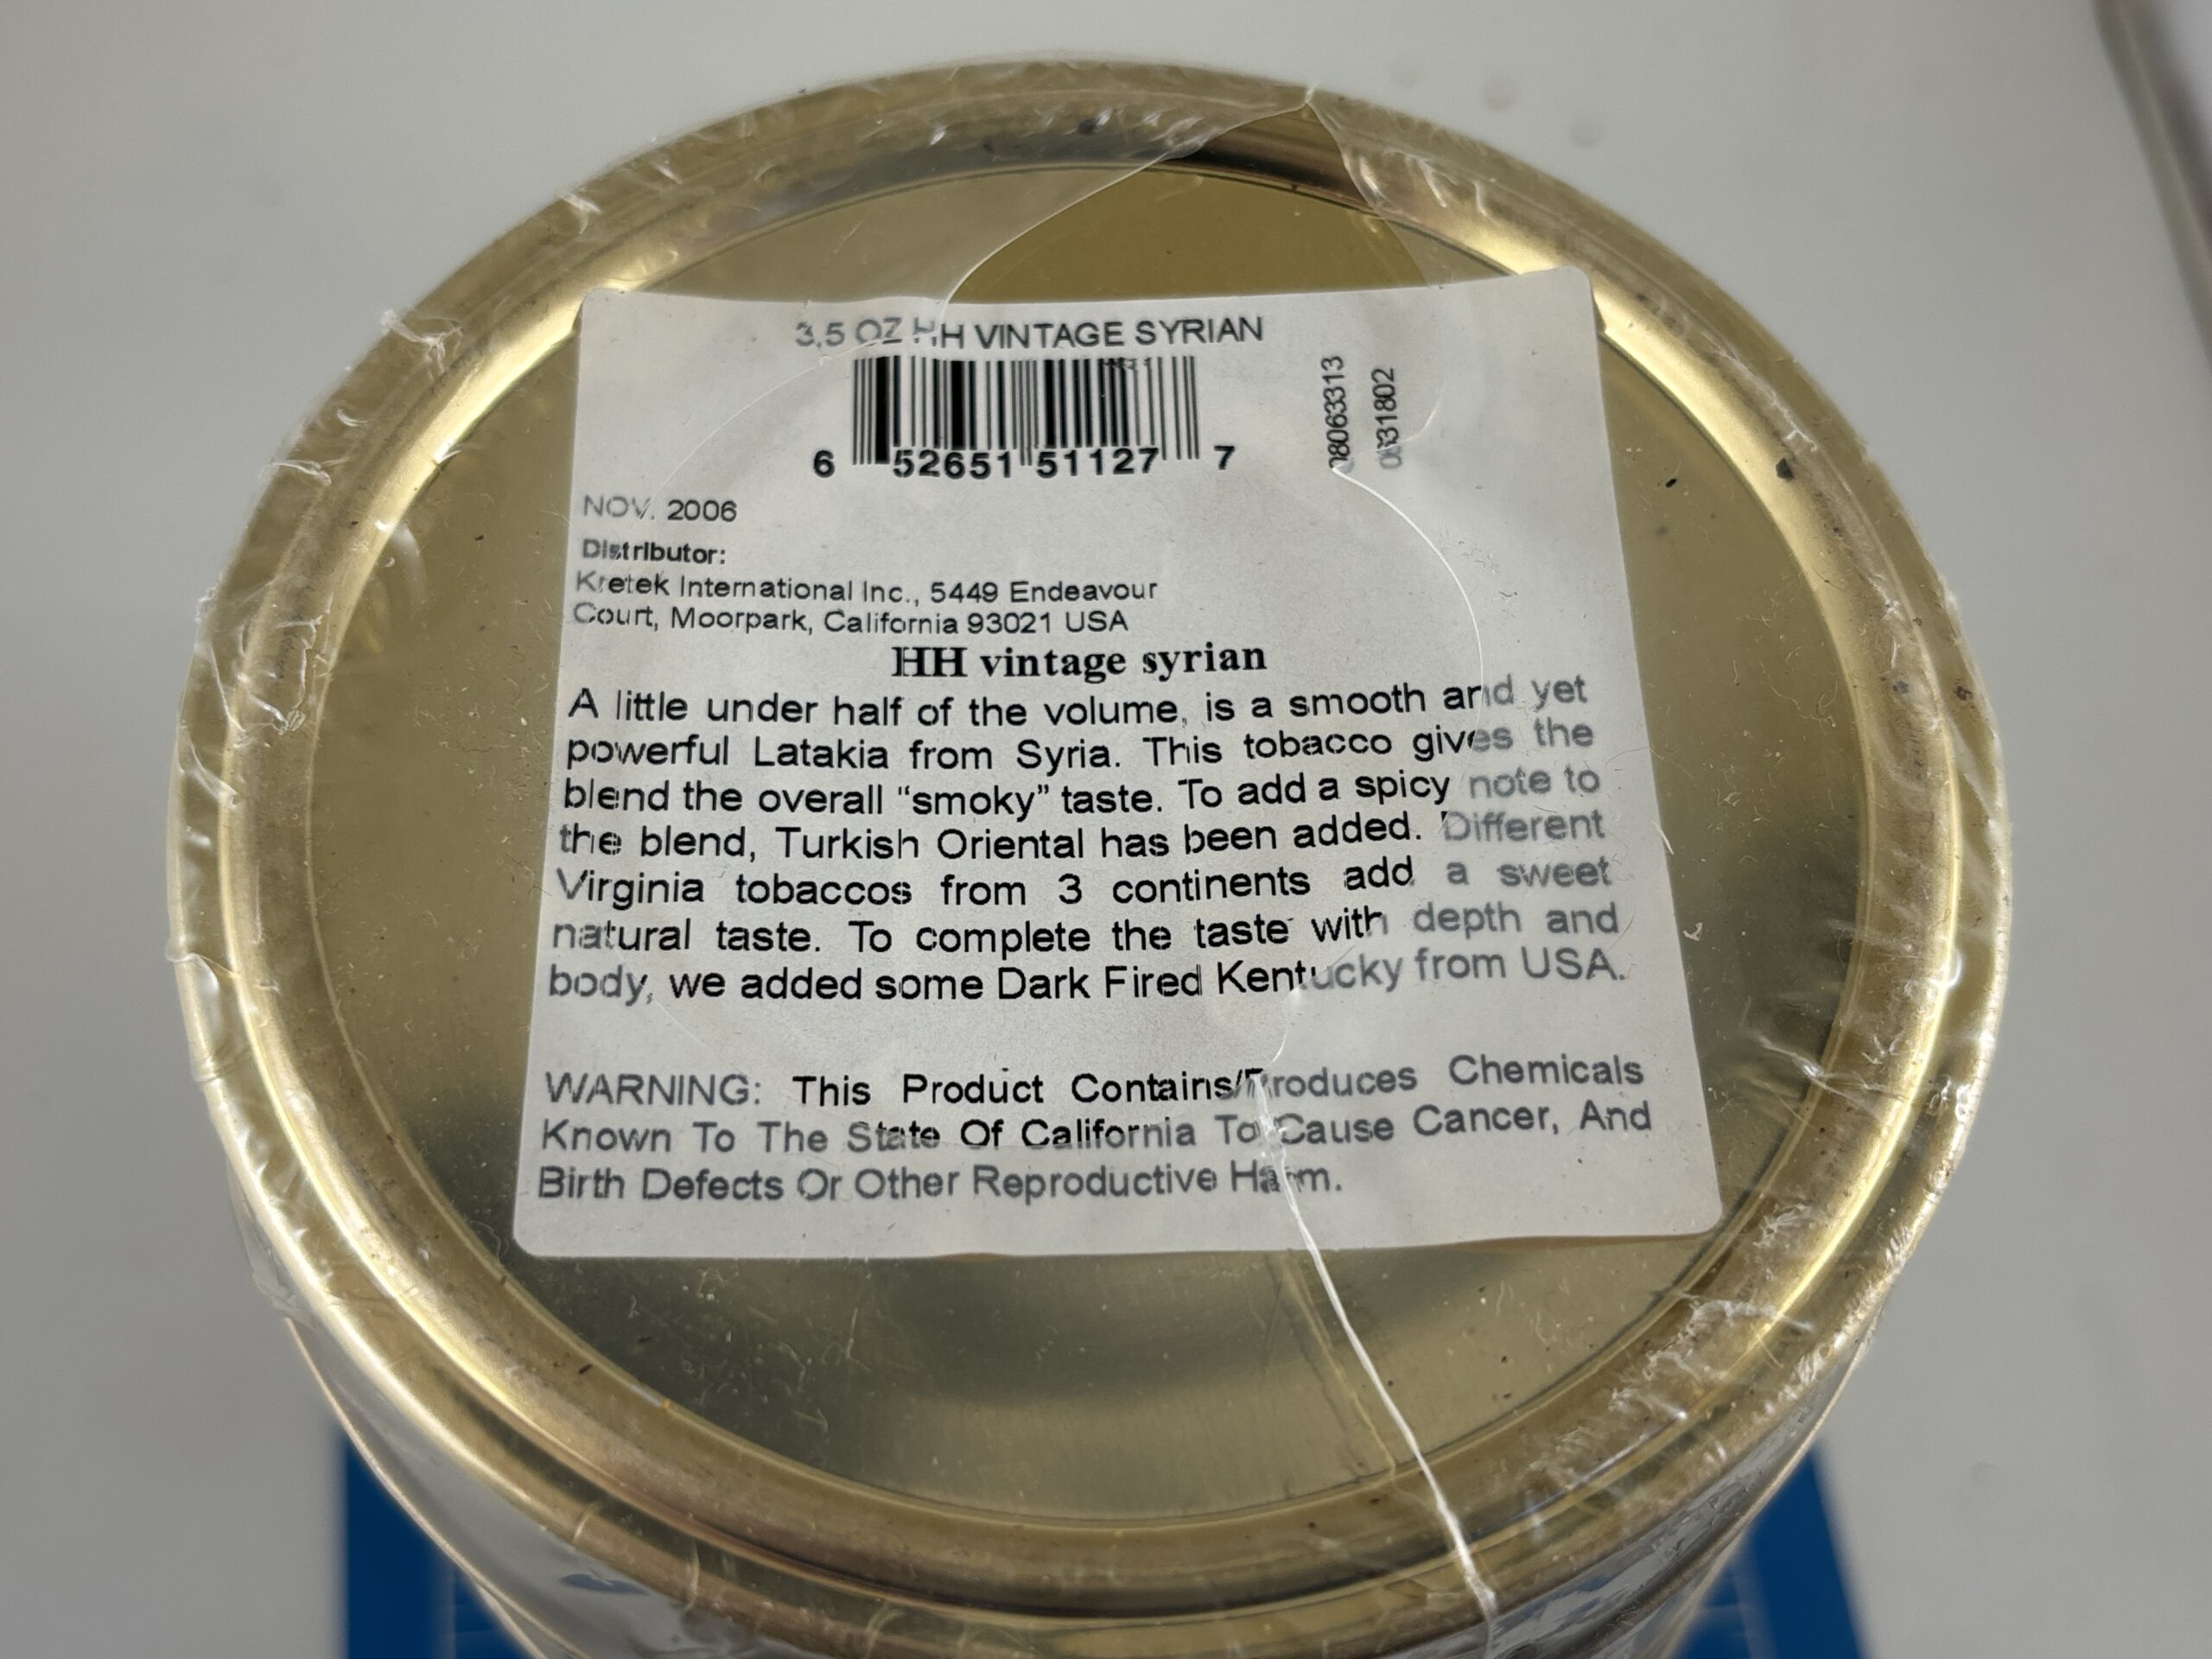 3.5 OZ HH VINTAGE SYRIAN
6 52651 51127 7
08063313
NOV. 2006
Distributor:
Kretek International Inc., 5449 Endeavour
Court, Moorpark, California 93021 USA
HH vintage syrian
A little under half of the volume, is a smooth and yet
powerful Latakia from Syria. This tobacco gives the
blend the overall “smoky” taste. To add a spicy note to
the blend, Turkish Oriental has been added. Different
Virginia tobaccos from 3 continents add a sweet
natural taste. To complete the taste with depth and
body, we added some Dark Fired Kentucky from USA.
WARNING: This Product Contains/Produces Chemicals
Known To The State Of California To Cause Cancer, And
Birth Defects Or Other Reproductive Harm.